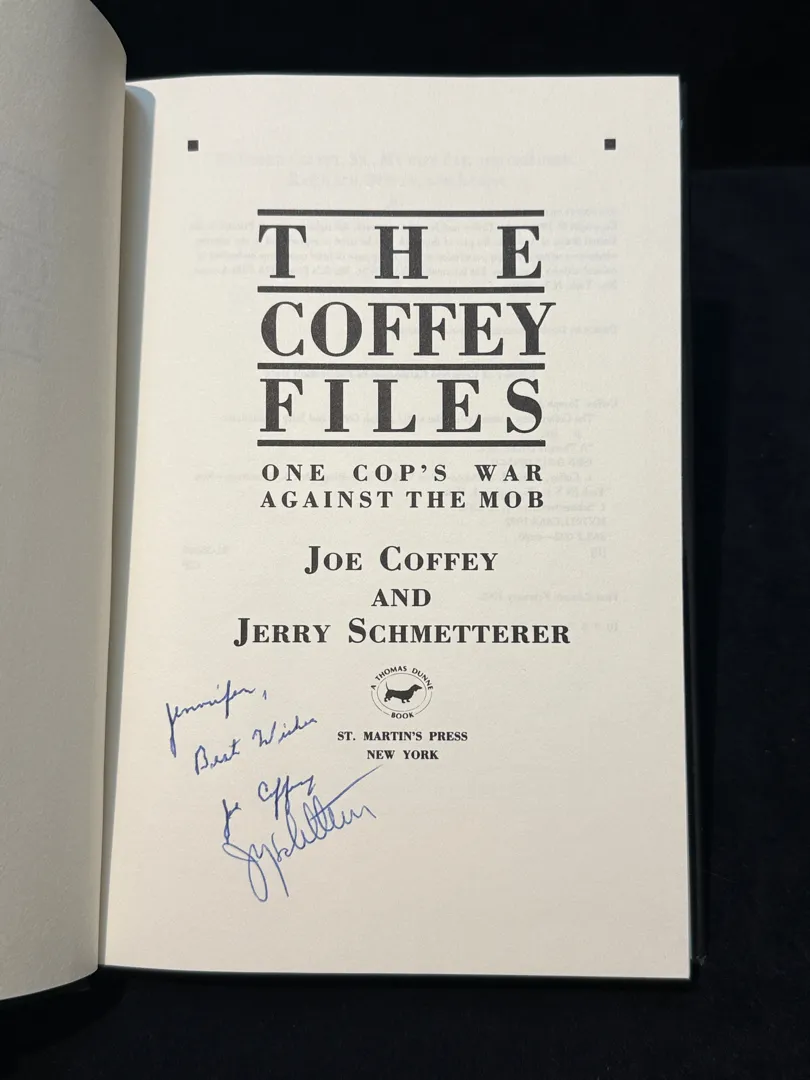 THE
COFFEY
FILES
ONE COP'S WAR
AGAINST THE MOB
JOE COFFEY
AND
JERRY SCHMETTERER
A THOMAS DUNNE
BOOK
ST. MARTIN'S PRESS
NEW YORK
Jennifer,
Best Wishes
Joe Coffey